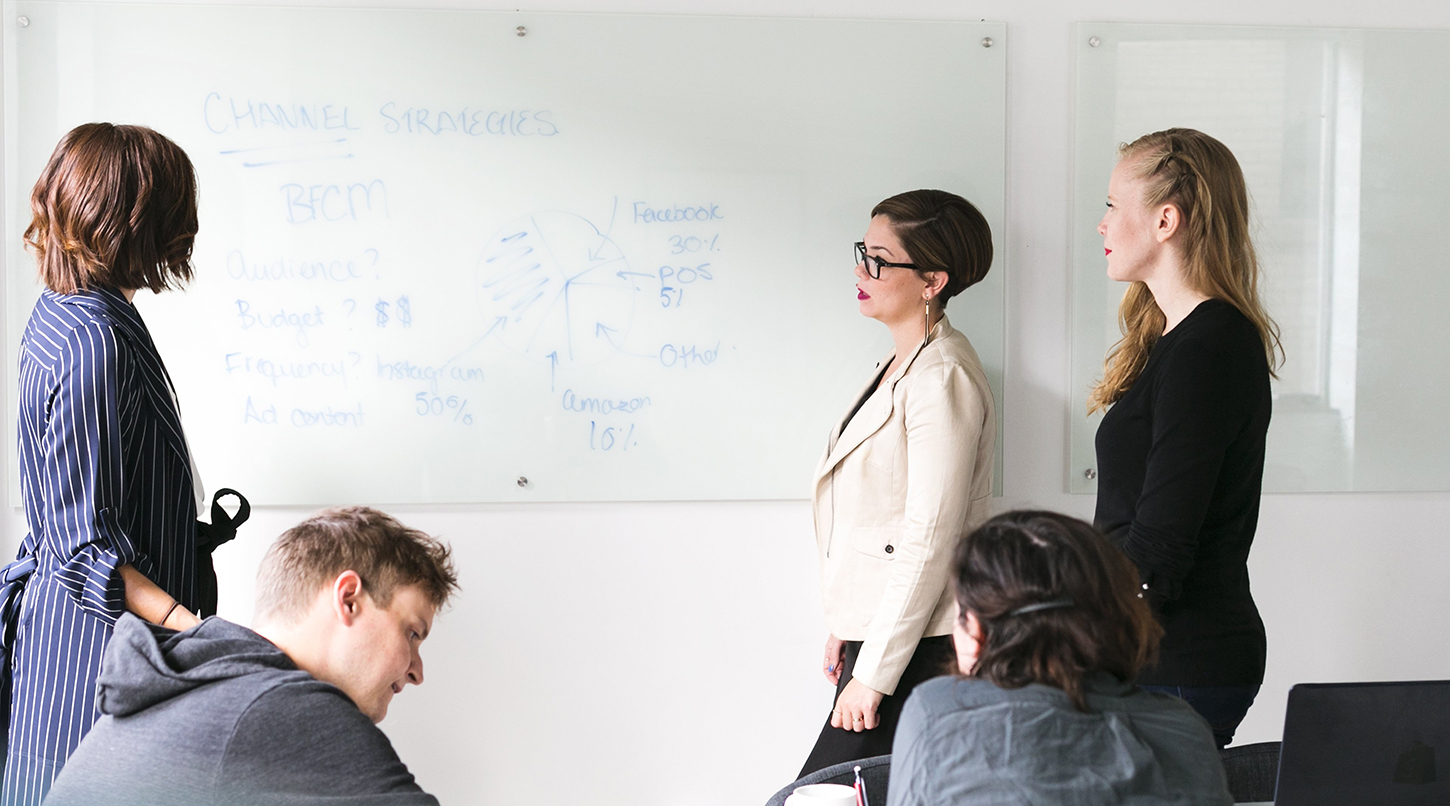 CHANNEL STRATEGIES
BFCM
Audience?
Budget? $$
Frequency?
Ad content
Instagram
50%
Facebook
30%
POS
5%
Other
Amazon
10%